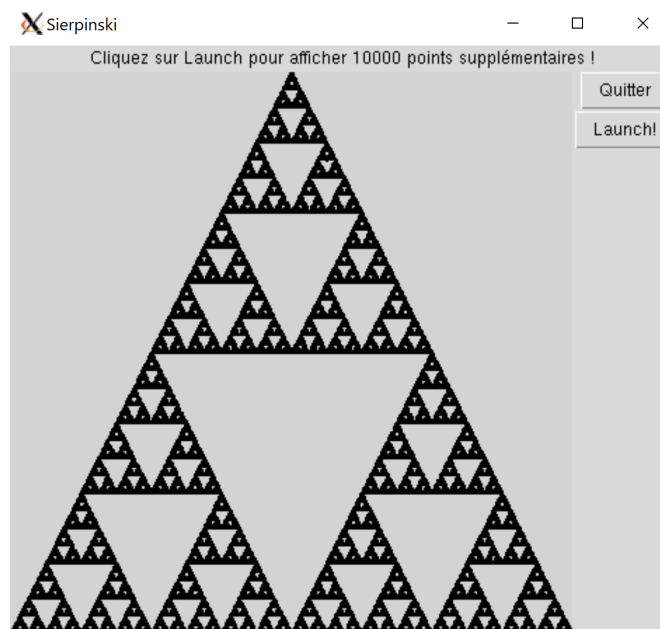 Sierpinski
Cliquez sur Launch pour afficher 10000 points supplémentaires !
Quitter
Launch!